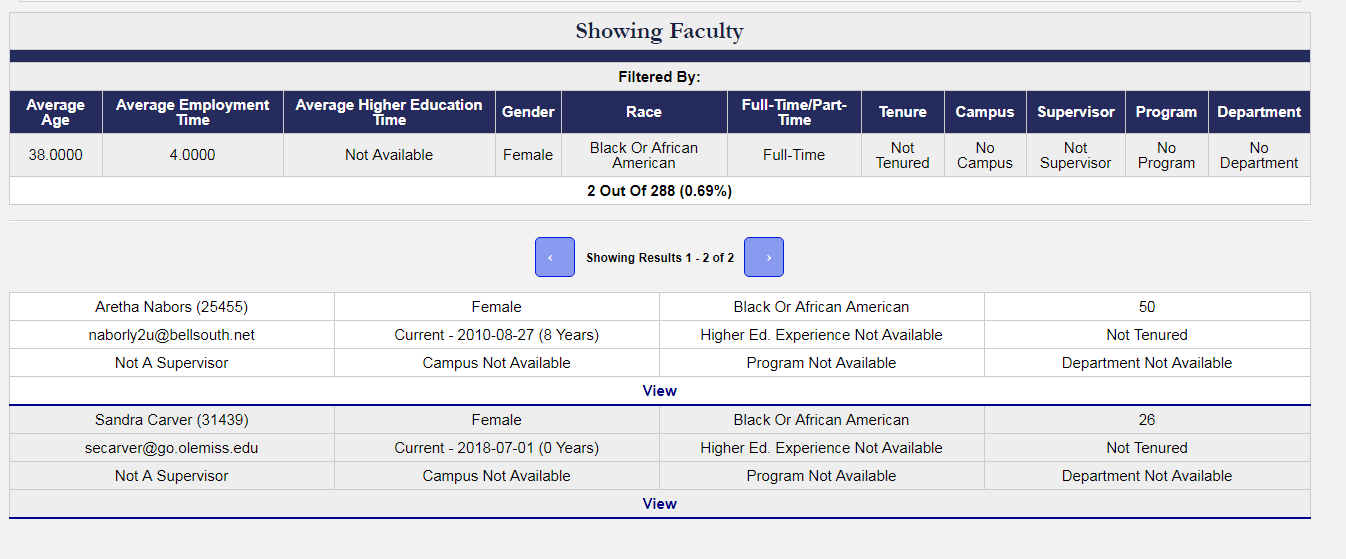 Showing Faculty
Filtered By:
Average Age Average Employment Time Average Higher Education Time Gender Race Full-Time/Part-Time Tenure Campus Supervisor Program Department
38.0000 4.0000 Not Available Female Black Or African American Full-Time Not Tenured No Campus Not Supervisor No Program No Department
2 Out Of 288 (0.69%)
‹ Showing Results 1 - 2 of 2 ›
Aretha Nabors (25455) Female Black Or African American 50
naborly2u@bellsouth.net Current - 2010-08-27 (8 Years) Higher Ed. Experience Not Available Not Tenured
Not A Supervisor Campus Not Available Program Not Available Department Not Available
View
Sandra Carver (31439) Female Black Or African American 26
secarver@go.olemiss.edu Current - 2018-07-01 (0 Years) Higher Ed. Experience Not Available Not Tenured
Not A Supervisor Campus Not Available Program Not Available Department Not Available
View